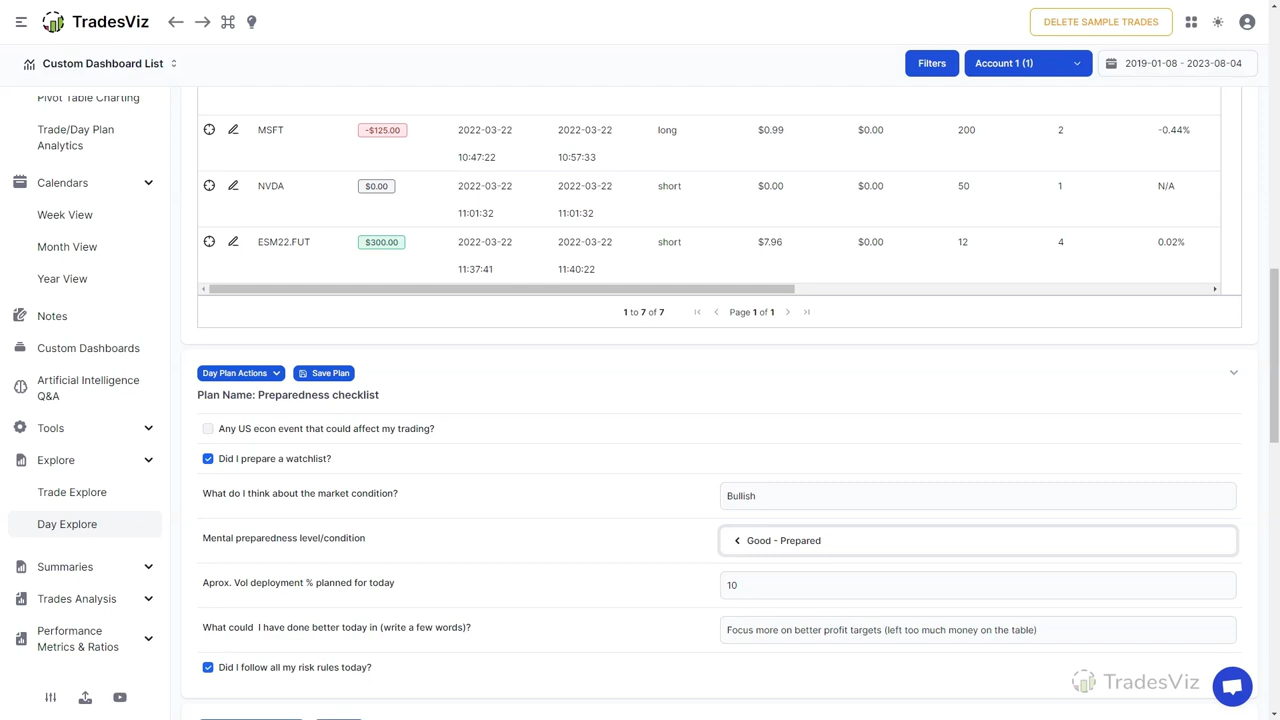 TradesViz
DELETE SAMPLE TRADES
Custom Dashboard List
Filters
Account 1 (1)
2019-01-08 - 2023-08-04
Pivot Table Charting
Trade/Day Plan
Analytics
Calendars
Week View
Month View
Year View
Notes
Custom Dashboards
Artificial Intelligence
Q&A
Tools
Explore
Trade Explore
Day Explore
Summaries
Trades Analysis
Performance
Metrics & Ratios
MSFT -$125.00 2022-03-22 2022-03-22 long $0.99 $0.00 200 2 -0.44%
10:47:22 10:57:33
NVDA $0.00 2022-03-22 2022-03-22 short $0.00 $0.00 50 1 N/A
11:01:32 11:01:32
ESM22.FUT $300.00 2022-03-22 2022-03-22 short $7.96 $0.00 12 4 0.02%
11:37:41 11:40:22
1 to 7 of 7 Page 1 of 1
Day Plan Actions Save Plan
Plan Name: Preparedness checklist
Any US econ event that could affect my trading?
Did I prepare a watchlist?
What do I think about the market condition? Bullish
Mental preparedness level/condition Good - Prepared
Aprox. Vol deployment % planned for today 10
What could I have done better today in (write a few words)? Focus more on better profit targets (left too much money on the table)
Did I follow all my risk rules today?
TradesViz